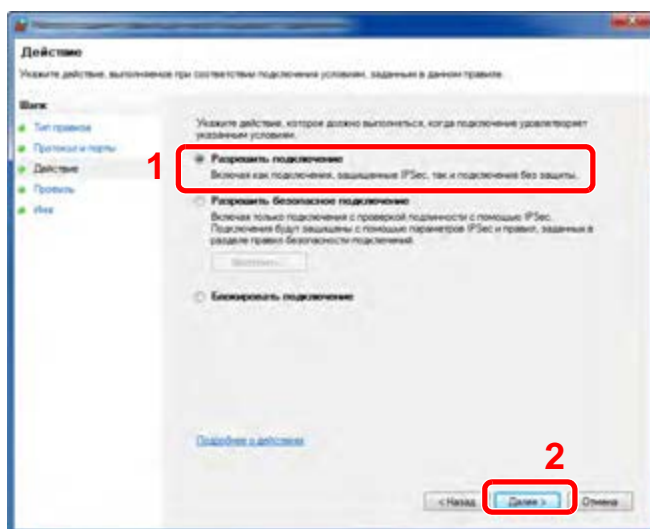 Действие
Укажите действие, выполняемое при соответствии подключения условиям, заданным в данном правиле.
Шаги:
Тип правила
Протокол и порты
Действие
Профиль
Имя
Укажите действие, которое должно выполняться, когда подключение удовлетворяет
указанным условиям.
1
Разрешить подключение
Включая как подключения, защищенные IPSec, так и подключения без защиты.
Разрешить безопасное подключение
Включая только подключения с проверкой подлинности с помощью IPSec.
Подключения будут защищены с помощью параметров IPSec и правил, заданных в
разделе правил безопасности подключений.
Блокировать подключение
Подробнее о действиях
2
< Назад
Далее >
Отмена